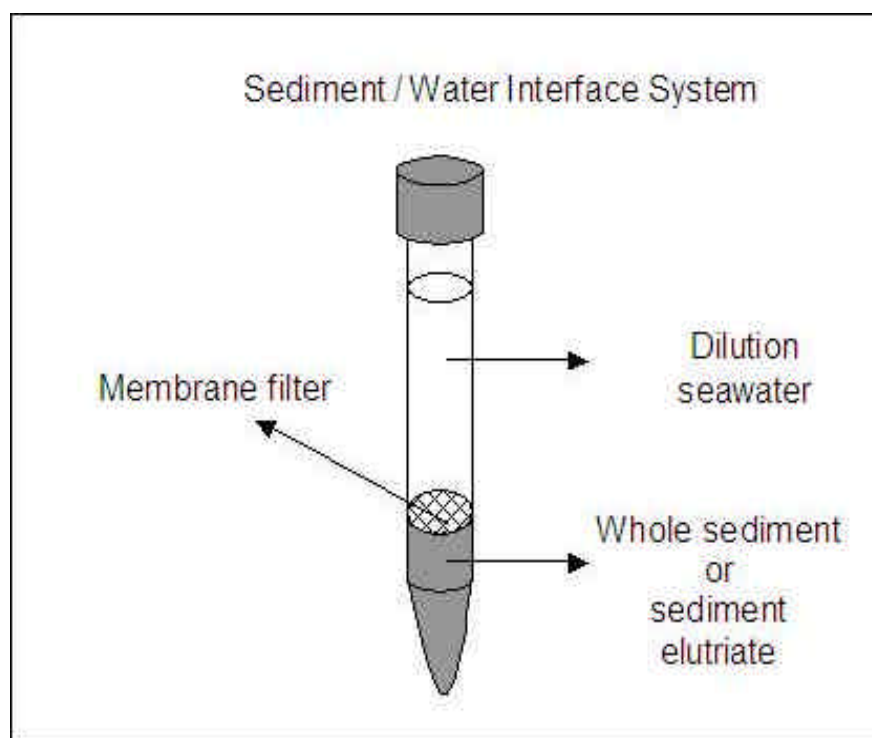 Sediment / Water Interface System
Dilution
seawater
Membrane filter
Whole sediment
or
sediment
elutriate